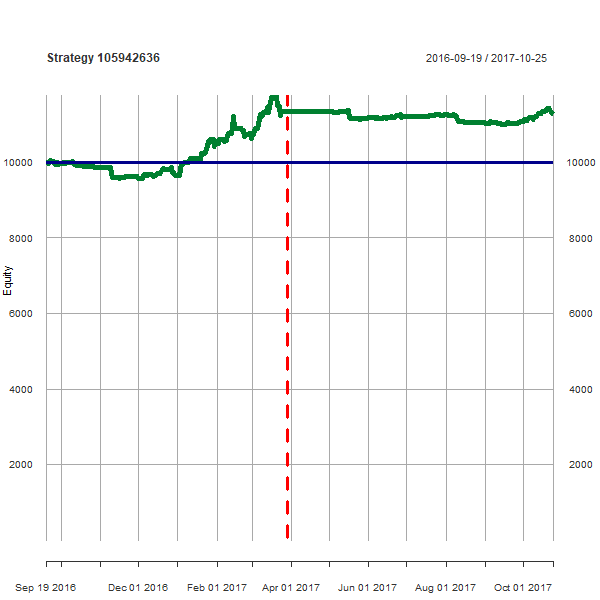 Strategy 105942636
2016-09-19 / 2017-10-25
10000
10000
8000
8000
Equity
6000
6000
4000
4000
2000
2000
Sep 19 2016
Dec 01 2016
Feb 01 2017
Apr 01 2017
Jun 01 2017
Aug 01 2017
Oct 01 2017